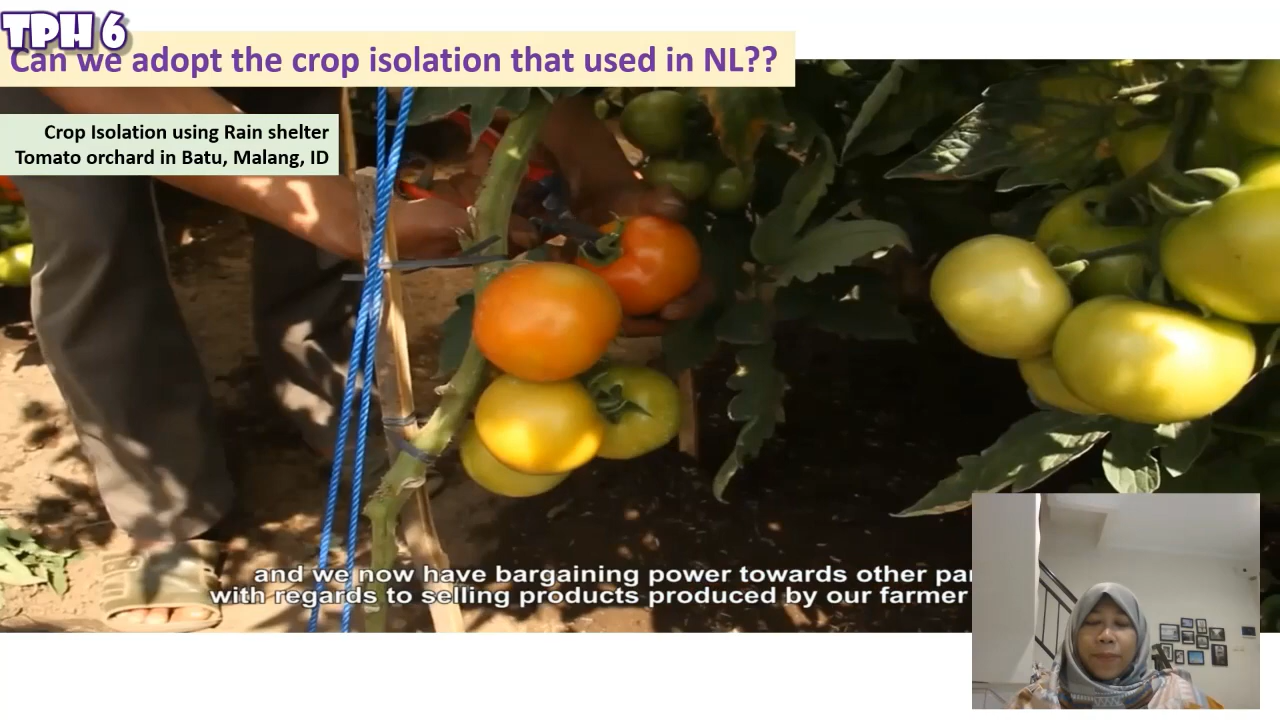 TPH 6
Can we adopt the crop isolation that used in NL??
Crop Isolation using Rain shelter
Tomato orchard in Batu, Malang, ID
and we now have bargaining power towards other par
with regards to selling products produced by our farmer